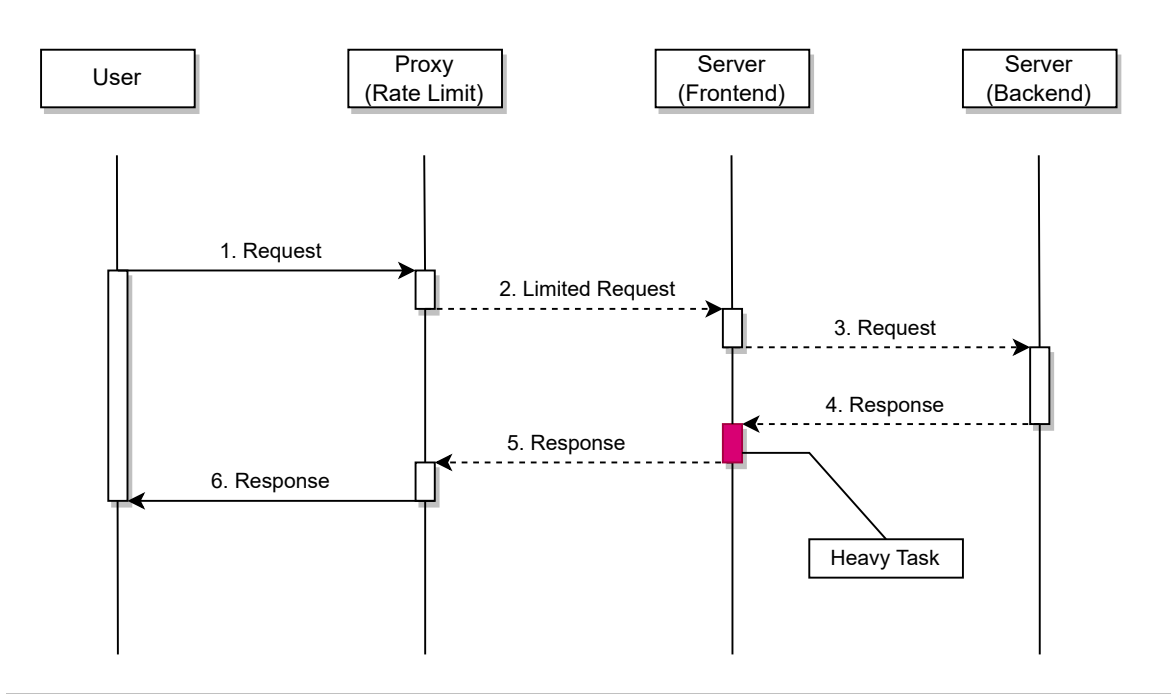 User
Proxy
(Rate Limit)
Server
(Frontend)
Server
(Backend)
1. Request
2. Limited Request
3. Request
4. Response
5. Response
6. Response
Heavy Task